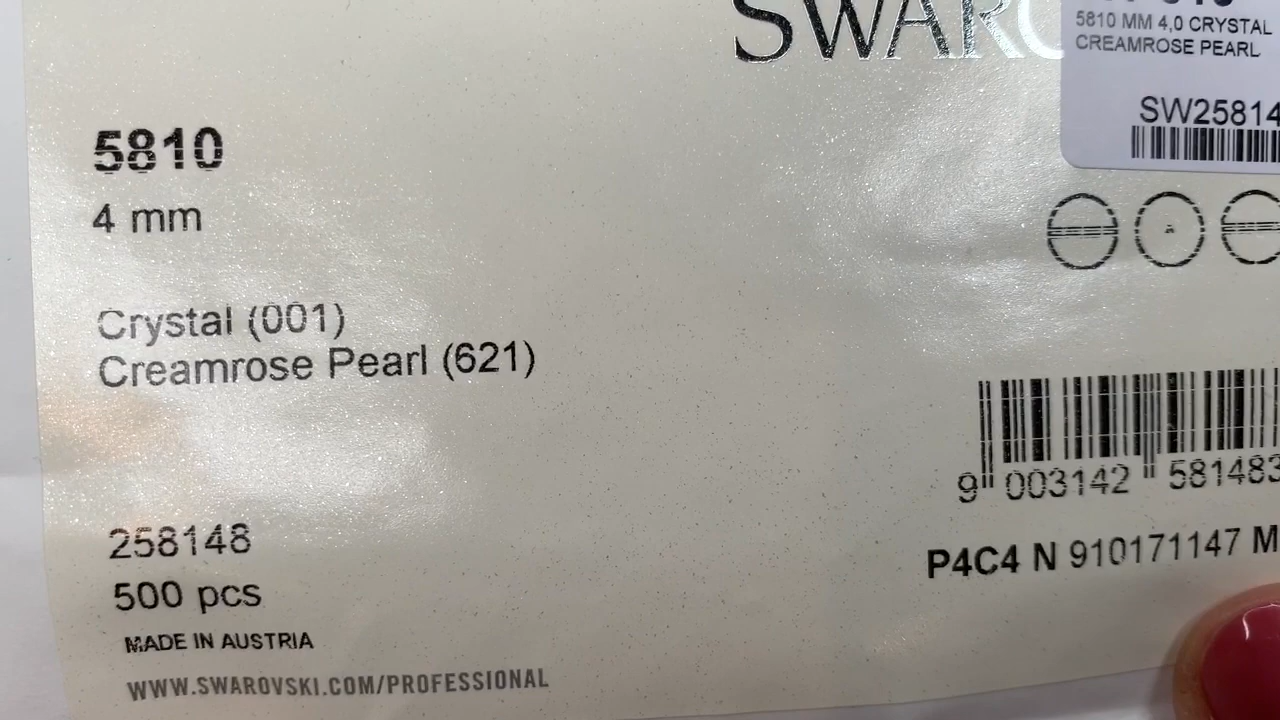 5810 MM 4,0 CRYSTAL
CREAMROSE PEARL
SW25814
5810
4 mm
Crystal (001)
Creamrose Pearl (621)
9 003142 581483
258148
500 pcs
MADE IN AUSTRIA
WWW.SWAROVSKI.COM/PROFESSIONAL
P4C4 N 910171147 M